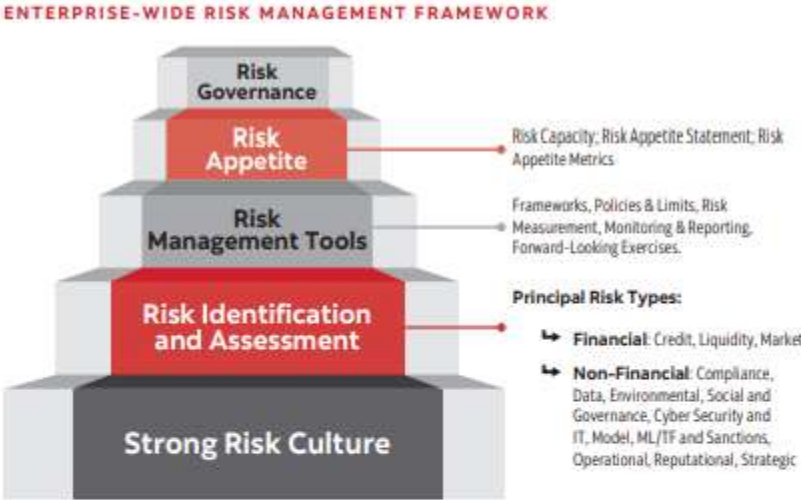 ENTERPRISE-WIDE RISK MANAGEMENT FRAMEWORK
Risk
Governance
Risk
Appetite
Risk Capacity; Risk Appetite Statement; Risk
Appetite Metrics
Risk
Management Tools
Frameworks, Policies & Limits, Risk
Measurement, Monitoring & Reporting,
Forward-Looking Exercises.
Risk Identification
and Assessment
Principal Risk Types:
Financial: Credit, Liquidity, Market
Non-Financial: Compliance,
Data, Environmental, Social and
Governance, Cyber Security and
IT, Model, ML/TF and Sanctions,
Operational, Reputational, Strategic
Strong Risk Culture